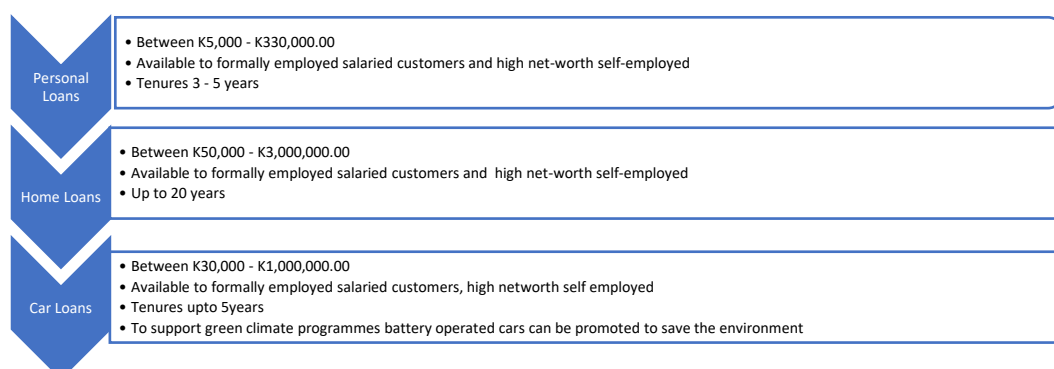 Personal
Loans
• Between K5,000 - K330,000.00
• Available to formally employed salaried customers and high net-worth self-employed
• Tenures 3 - 5 years
Home Loans
• Between K50,000 - K3,000,000.00
• Available to formally employed salaried customers and high net-worth self-employed
• Up to 20 years
Car Loans
• Between K30,000 - K1,000,000.00
• Available to formally employed salaried customers, high networth self employed
• Tenures upto 5years
• To support green climate programmes battery operated cars can be promoted to save the environment